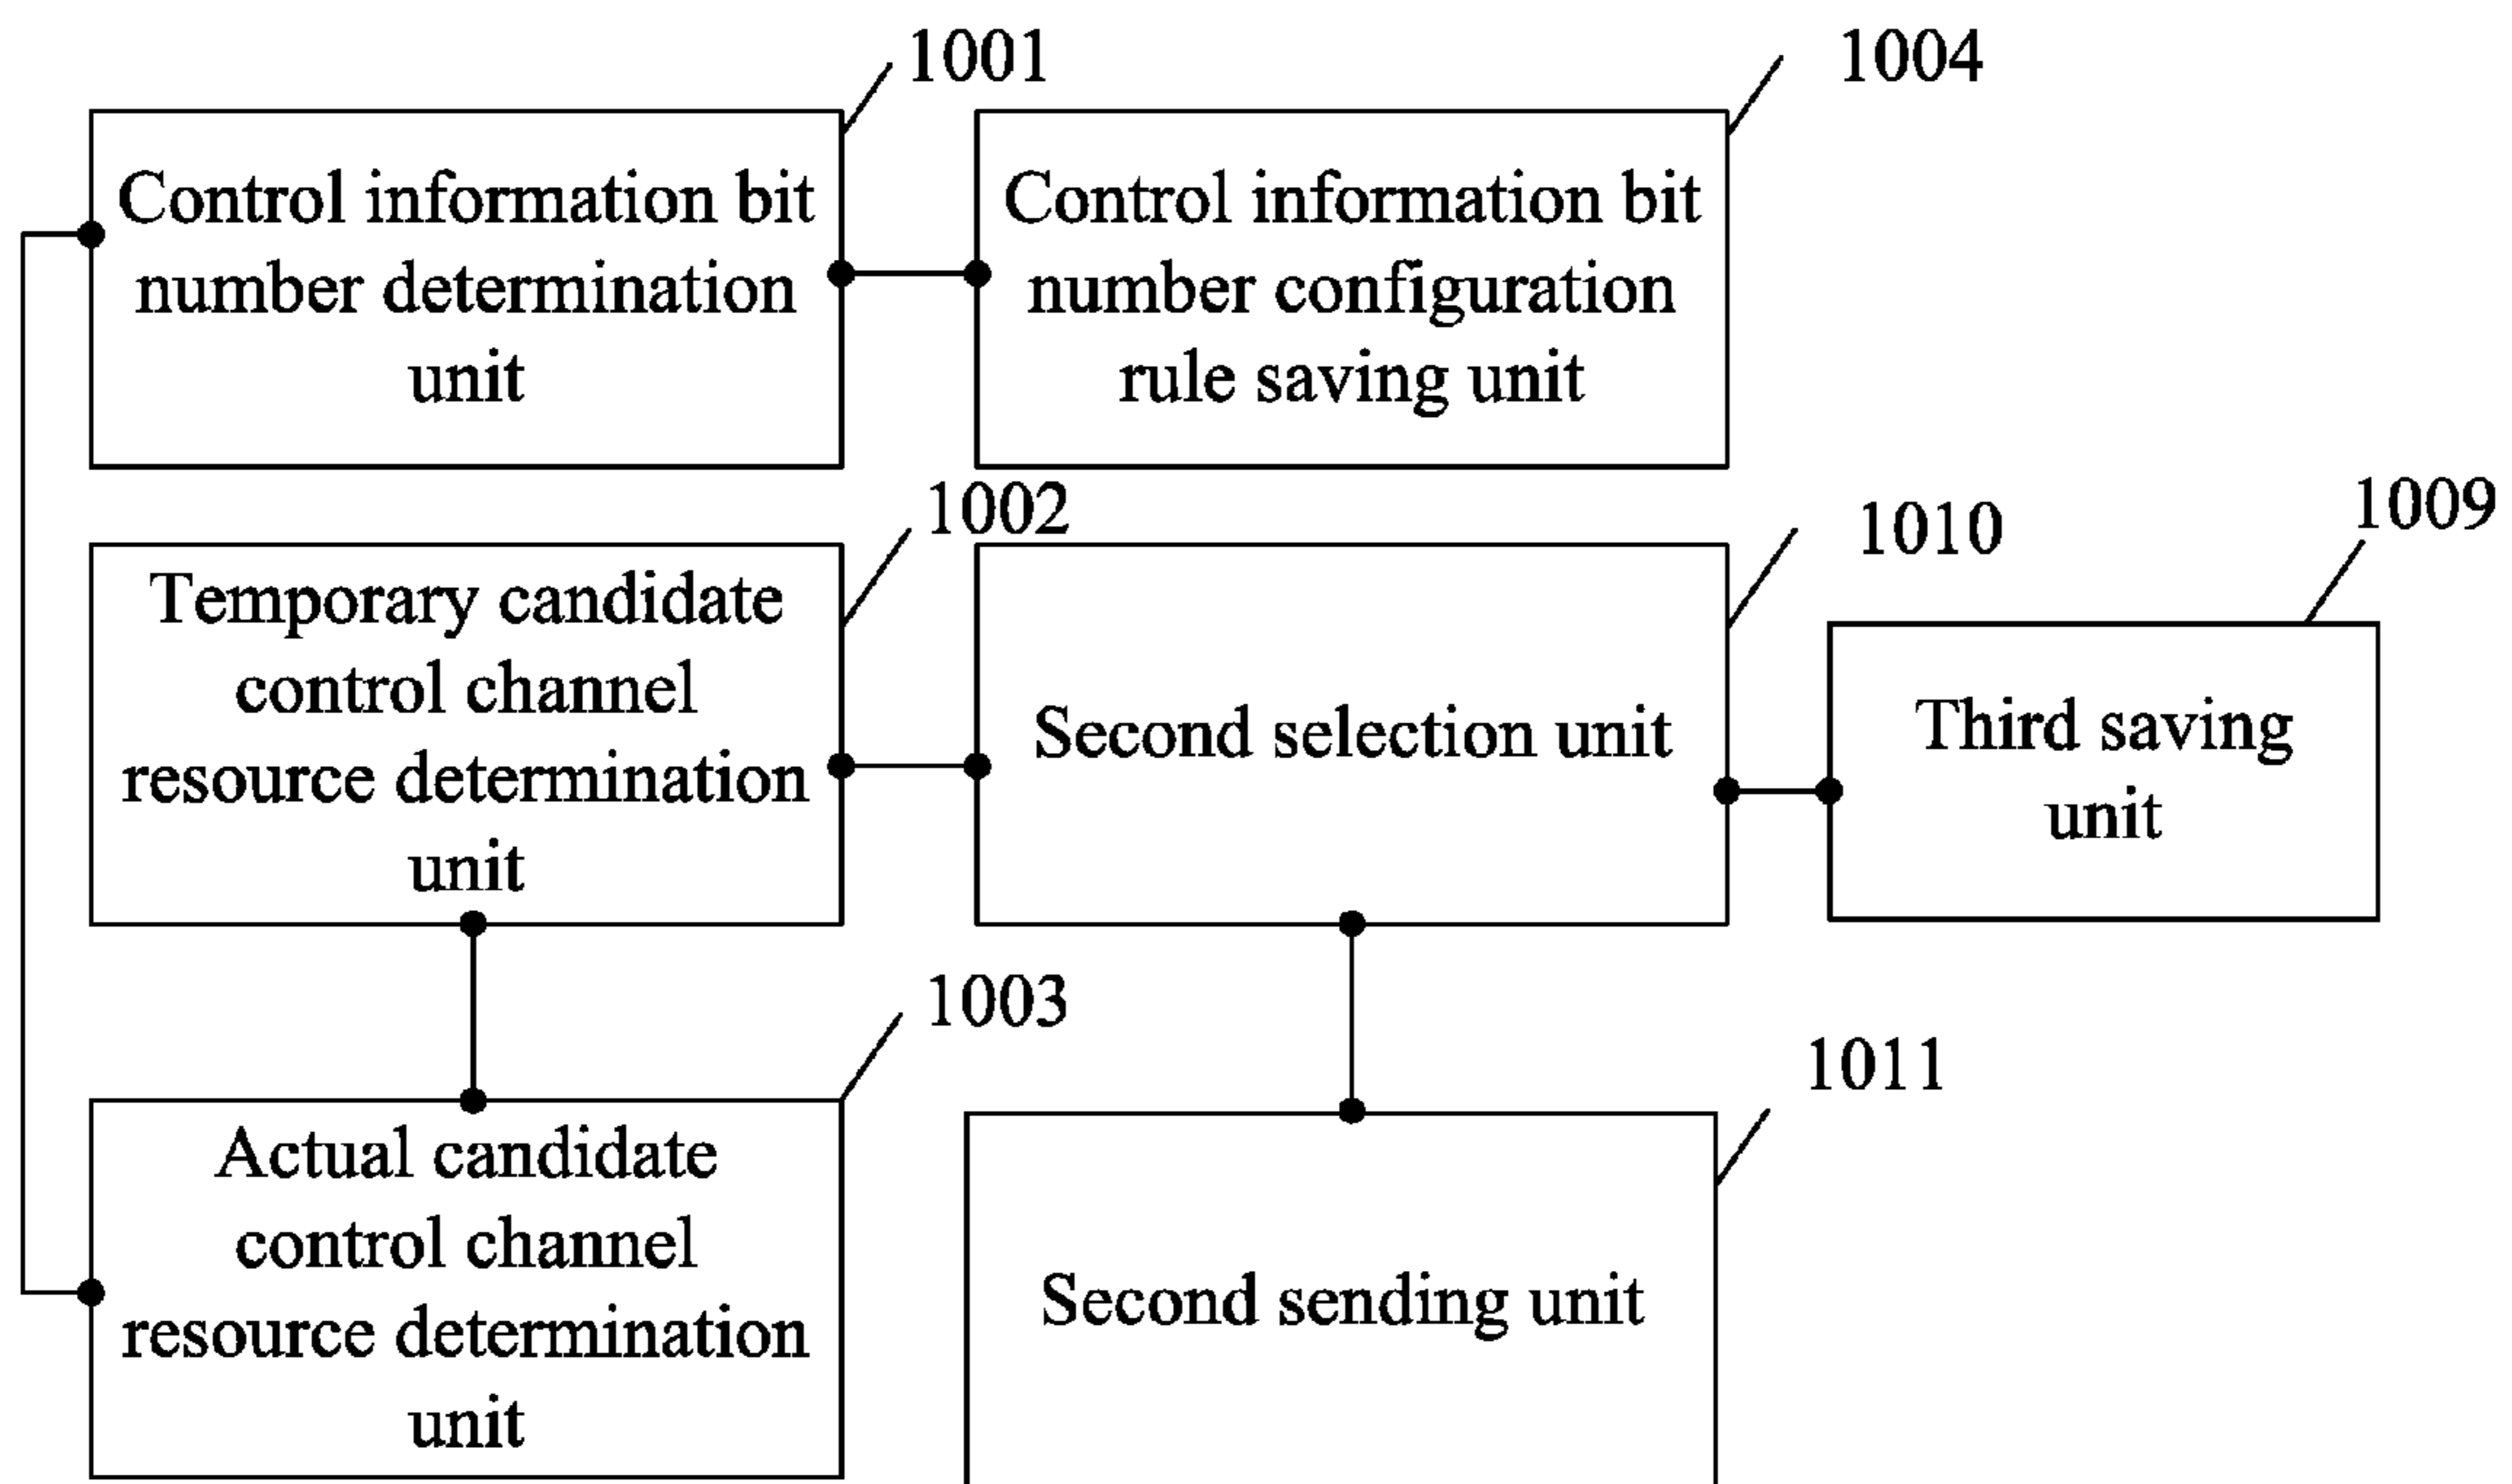 1001
1004
Control information bit
number determination
unit
Control information bit
number configuration
rule saving unit
1002
1010
1009
Temporary candidate
control channel
resource determination
unit
Second selection unit
Third saving
unit
1003
1011
Actual candidate
control channel
resource determination
unit
Second sending unit